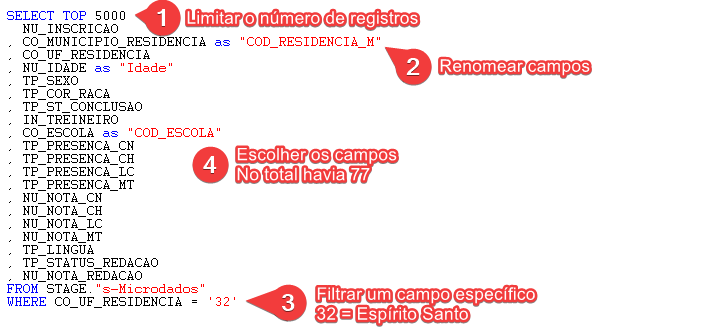 SELECT TOP 5000
1 Limitar o número de registros
NU_INSCRICAO
, CO_MUNICIPIO_RESIDENCIA as "COD_RESIDENCIA_M"
, CO_UF_RESIDENCIA
2 Renomear campos
, NU_IDADE as "Idade"
, TP_SEXO
, TP_COR_RACA
, TP_ST_CONCLUSAO
, IN_TREINEIRO
, CO_ESCOLA as "COD_ESCOLA"
, TP_PRESENCA_CN
, TP_PRESENCA_CH
, TP_PRESENCA_LC
, TP_PRESENCA_MT
4 Escolher os campos
No total havia 77
, NU_NOTA_CN
, NU_NOTA_CH
, NU_NOTA_LC
, NU_NOTA_MT
, TP_LINGUA
, TP_STATUS_REDACAO
, NU_NOTA_REDACAO
FROM STAGE."s-Microdados"
WHERE CO_UF_RESIDENCIA = '32'
3 Filtrar um campo específico
32 = Espírito Santo